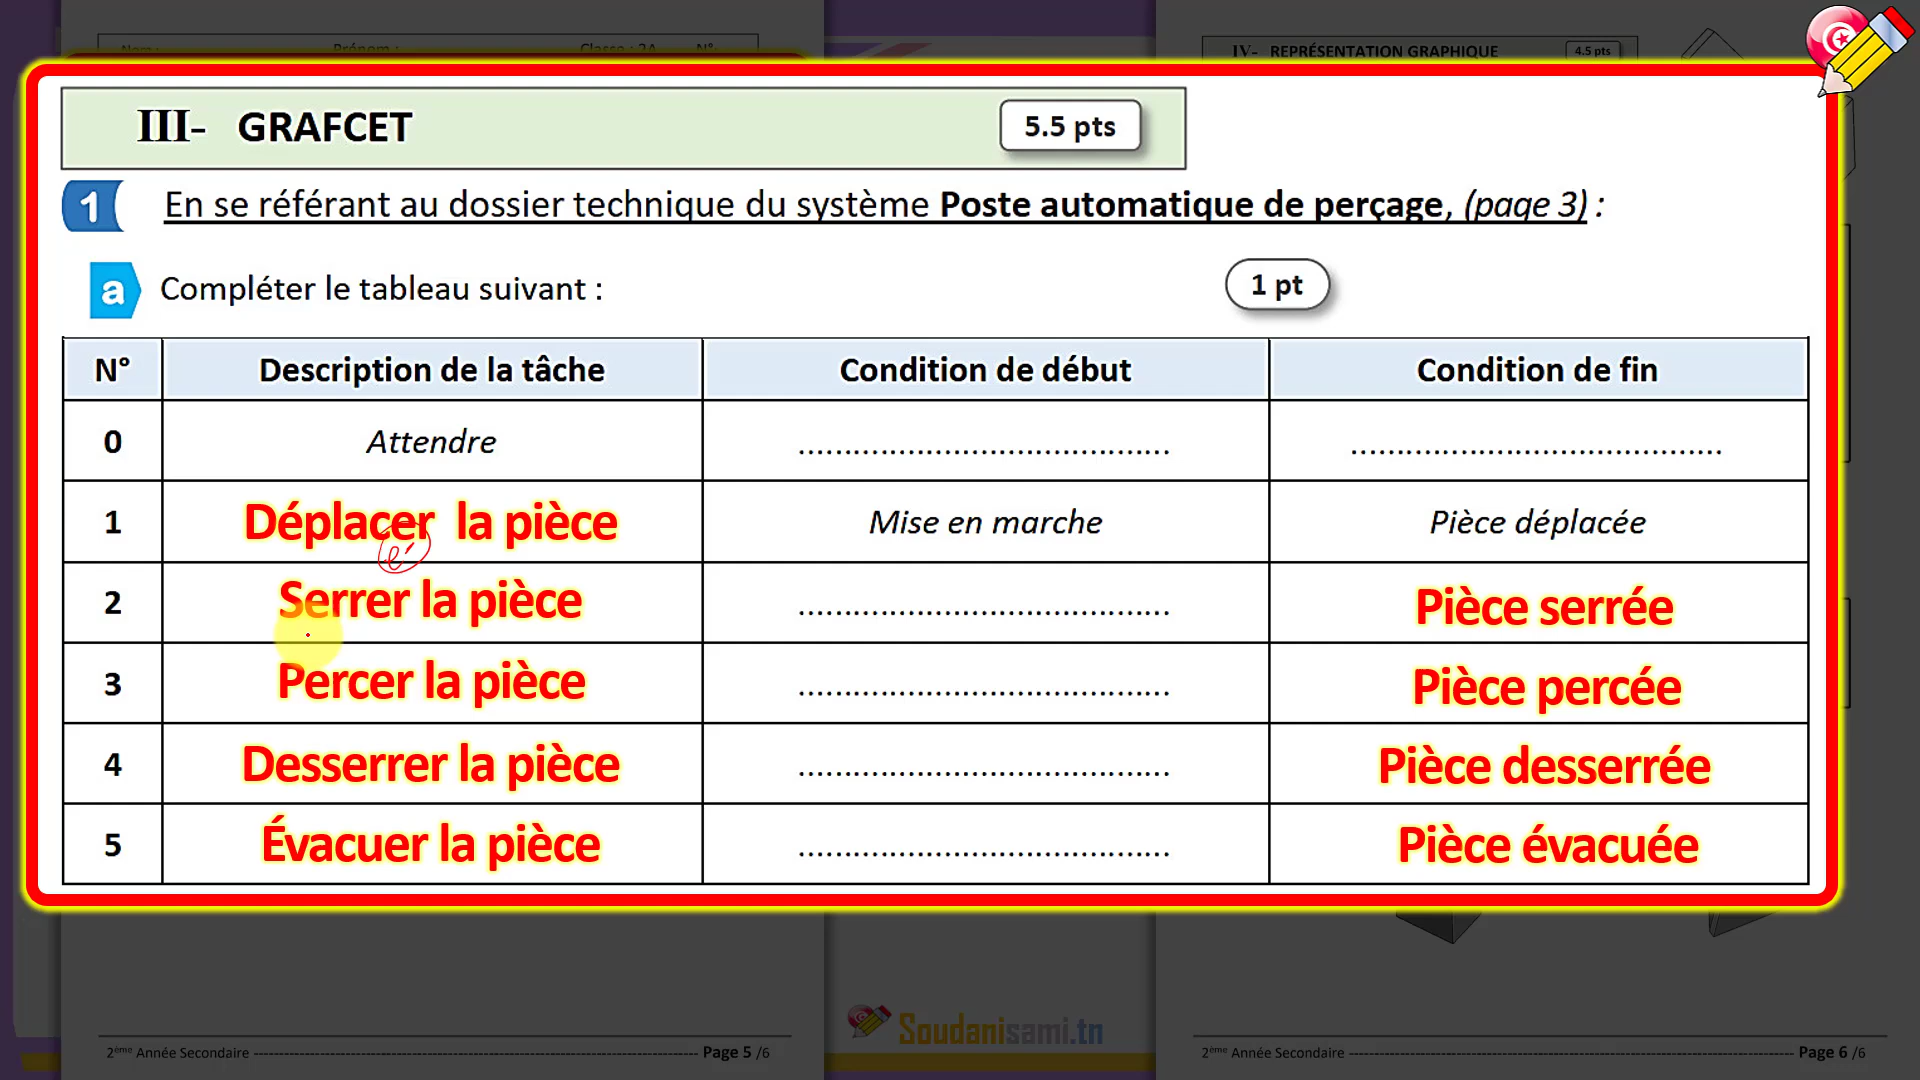 Nom : Prénom : Classe : 2A N°:
IV- REPRÉSENTATION GRAPHIQUE 4.5 pts
III- GRAFCET 5.5 pts
1 En se référant au dossier technique du système Poste automatique de perçage, (page 3) :
a Compléter le tableau suivant : 1 pt
N° Description de la tâche Condition de début Condition de fin
0 Attendre ........................................ ........................................
1 Déplacer la pièce Mise en marche Pièce déplacée
é
2 Serrer la pièce ........................................ Pièce serrée
3 Percer la pièce ........................................ Pièce percée
4 Desserrer la pièce ........................................ Pièce desserrée
5 Évacuer la pièce ........................................ Pièce évacuée
Soudanisami.tn
2ème Année Secondaire ---------- Page 5 /6
2ème Année Secondaire ---------- Page 6 /6